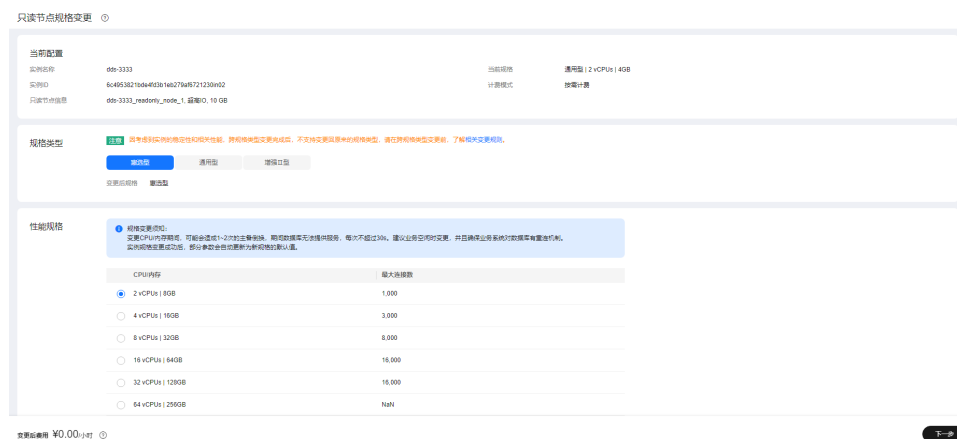 只读节点规格变更
当前配置
实例名称 dds-3333 当前规格 通用型 | 2 vCPUs | 4GB
实例ID 6c4953821bde4fd3b1eb279af6721230in02 计费模式 按需计费
只读节点信息 dds-3333_readonly_node_1, 超高IO, 10 GB
规格类型
注意 因考虑到实例的稳定性和相关性能，跨规格类型变更完成后，不支持变更回原来的规格类型，请在跨规格类型变更前，了解相关变更规则。
惠选型 通用型 增强II型
变更后规格 惠选型
性能规格
规格变更须知:
变更CPU/内存期间，可能会造成1~2次的主备倒换，期间数据库无法提供服务，每次不超过30s。建议业务空闲时变更，并且确保业务系统对数据库有重连机制。
实例规格变更成功后，部分参数会自动更新为新规格的默认值。
CPU/内存 最大连接数
2 vCPUs | 8GB 1,000
4 vCPUs | 16GB 3,000
8 vCPUs | 32GB 8,000
16 vCPUs | 64GB 16,000
32 vCPUs | 128GB 16,000
64 vCPUs | 256GB NaN
变更后费用 ¥0.00/小时
下一步